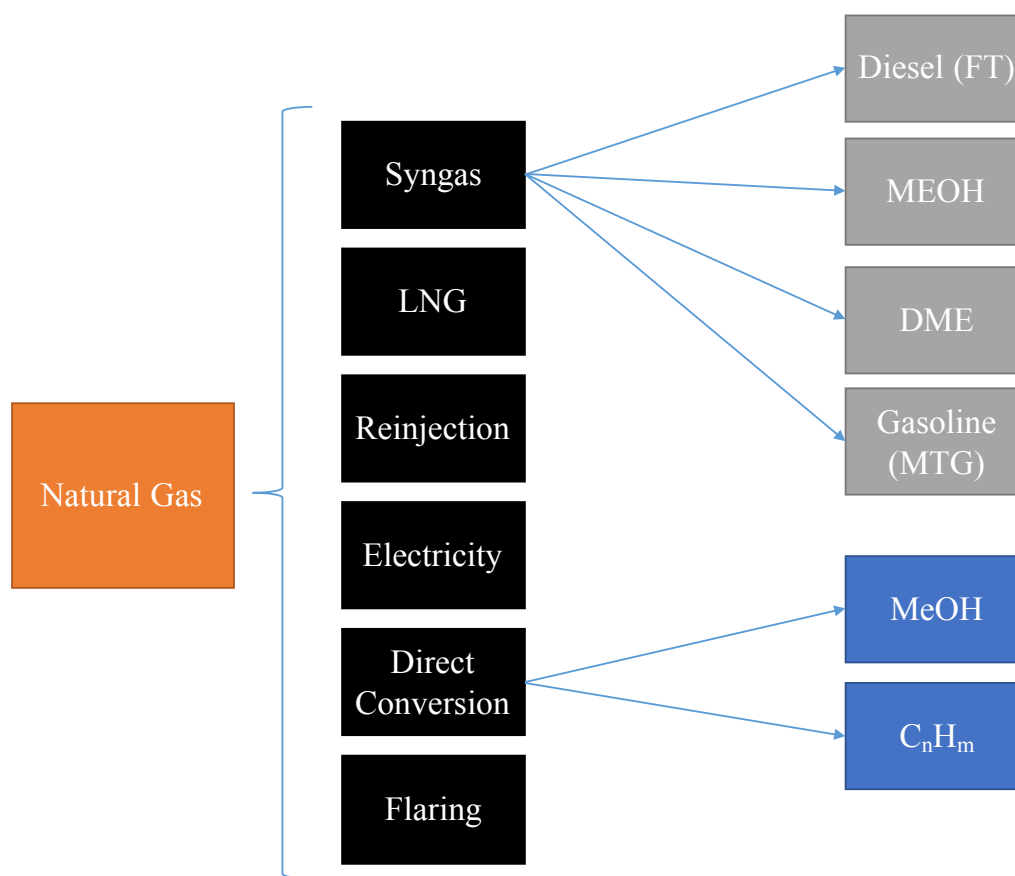 Natural Gas
Syngas
LNG
Reinjection
Electricity
Direct
Conversion
Flaring
Diesel (FT)
MEOH
DME
Gasoline
(MTG)
MeOH
CnHm